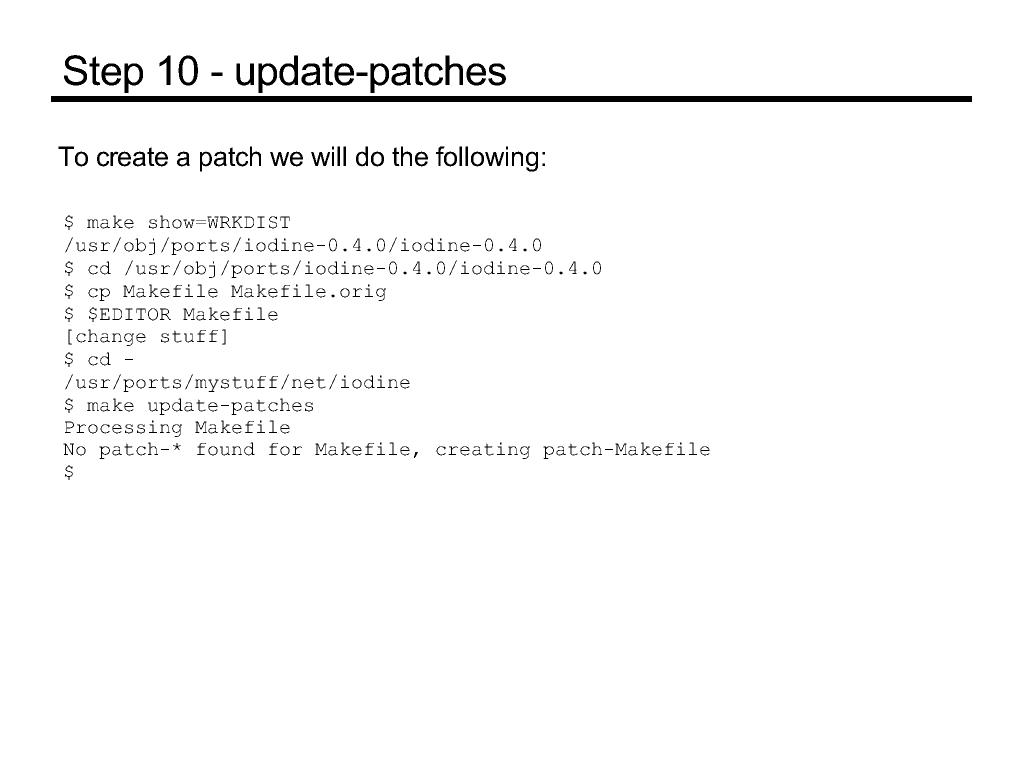 Step 10 - update-patches
To create a patch we will do the following:
$ make show=WRKDIST
/usr/obj/ports/iodine-0.4.0/iodine-0.4.0
$ cd /usr/obj/ports/iodine-0.4.0/iodine-0.4.0
$ cp Makefile Makefile.orig
$ $EDITOR Makefile
[change stuff]
$ cd -
/usr/ports/mystuff/net/iodine
$ make update-patches
Processing Makefile
No patch-* found for Makefile, creating patch-Makefile
$